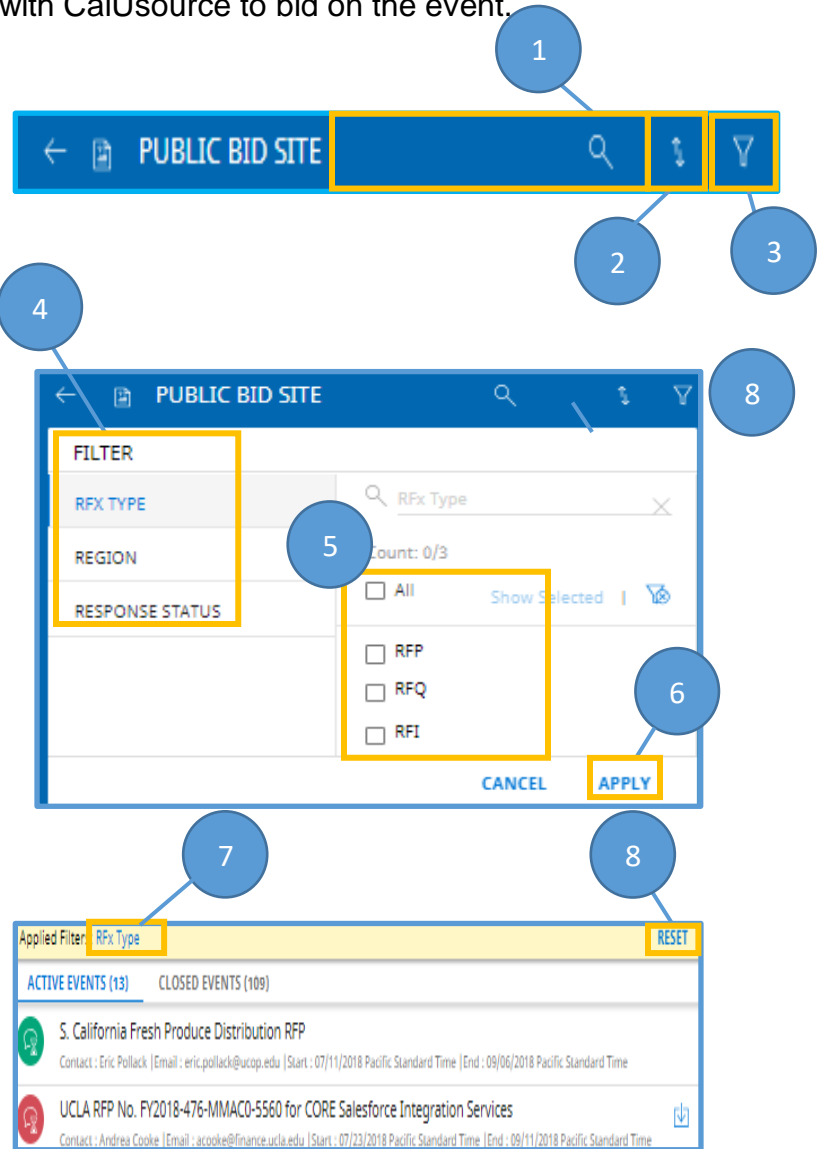 with CalUsource to bid on the event.
1
PUBLIC BID SITE
2
3
4
PUBLIC BID SITE
8
FILTER
RFX TYPE
RFx Type
REGION
5
ount: 0/3
All
Show Selected |
RESPONSE STATUS
RFP
RFQ
6
RFI
CANCEL APPLY
7
8
Applied Filter: RFx Type RESET
ACTIVE EVENTS (13) CLOSED EVENTS (109)
S. California Fresh Produce Distribution RFP
Contact : Eric Pollack |Email : eric.pollack@ucop.edu |Start : 07/11/2018 Pacific Standard Time |End : 09/06/2018 Pacific Standard Time
UCLA RFP No. FY2018-476-MMAC0-5560 for CORE Salesforce Integration Services
Contact : Andrea Cooke |Email : acooke@finance.ucla.edu |Start : 07/23/2018 Pacific Standard Time |End : 09/11/2018 Pacific Standard Time